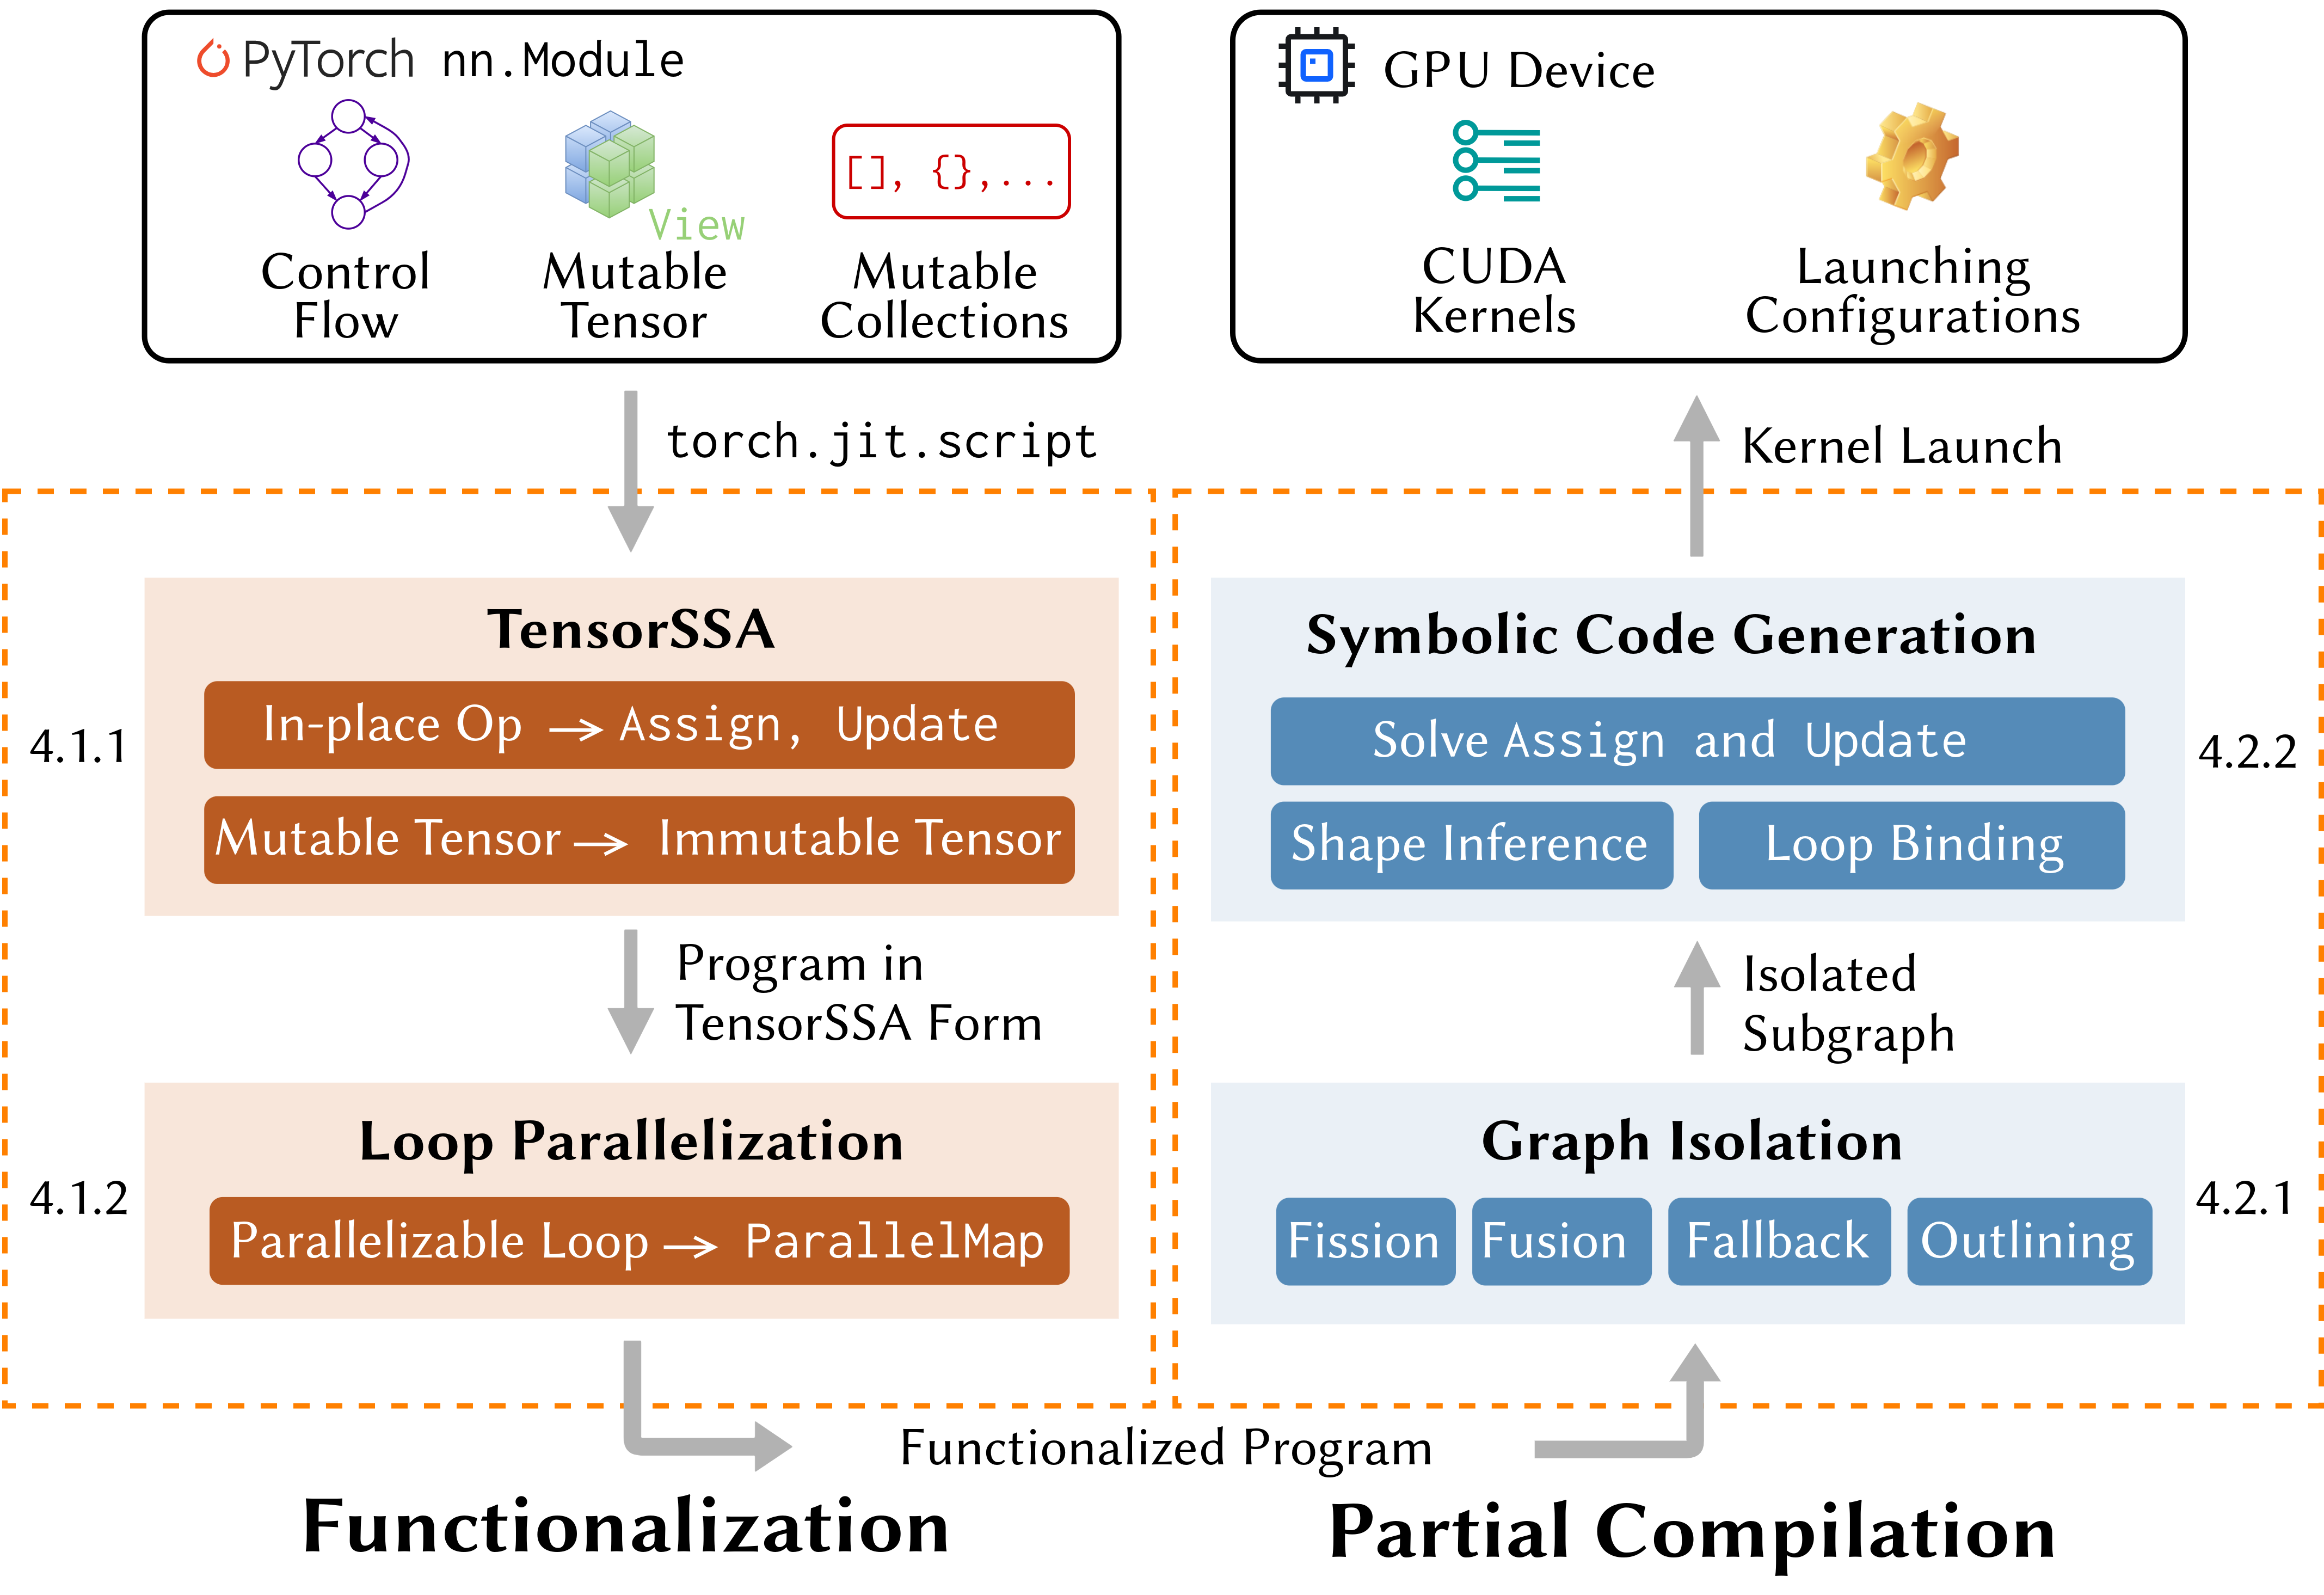 PyTorch nn.Module
View
[], {},...
Control
Flow
Mutable
Tensor
Mutable
Collections
torch.jit.script
TensorSSA
4.1.1
In-place Op → Assign, Update
Mutable Tensor → Immutable Tensor
Program in
TensorSSA Form
Loop Parallelization
4.1.2
Parallelizable Loop → ParallelMap
Functionalized Program
Functionalization
GPU Device
CUDA
Kernels
Launching
Configurations
Kernel Launch
Symbolic Code Generation
Solve Assign and Update
4.2.2
Shape Inference
Loop Binding
Isolated
Subgraph
Graph Isolation
4.2.1
Fission
Fusion
Fallback
Outlining
Partial Compilation